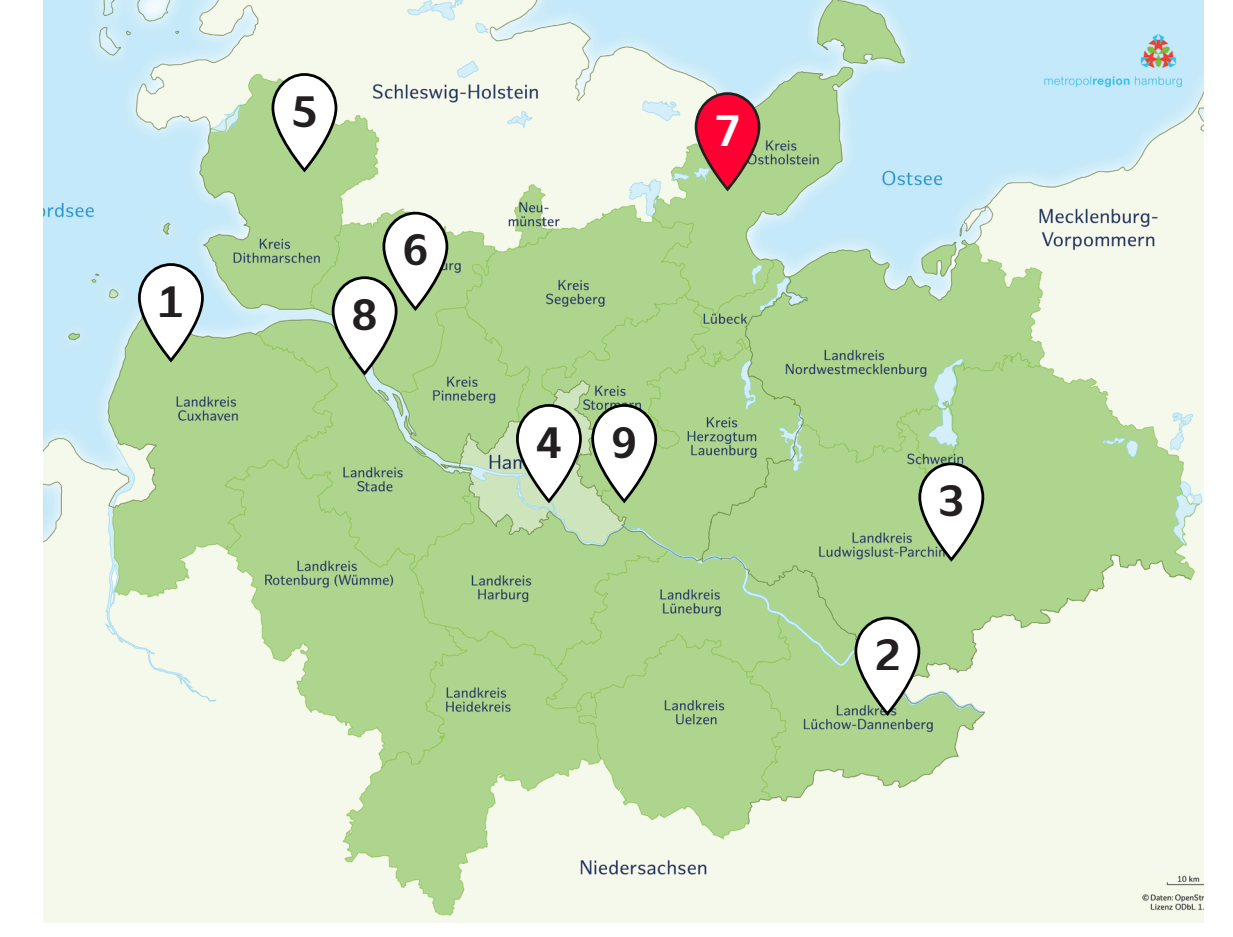 5
Schleswig-Holstein
metropolregion hamburg
7
Kreis
Ostholstein
Ostsee
ordsee
Neu-
münster
Mecklenburg-
Vorpommern
Kreis
Dithmarschen
6
urg
1
8
Kreis
Segeberg
Lübeck
Landkreis
Nordwestmecklenburg
Kreis
Pinneberg
Kreis
Stormarn
Landkreis
Cuxhaven
Kreis
Herzogtum
Lauenburg
4
9
Ham
Schwerin
Landkreis
Stade
3
Landkreis
Ludwigslust-Parchim
Landkreis
Rotenburg (Wümme)
Landkreis
Harburg
Landkreis
Lüneburg
2
Landkreis
Heidekreis
Landkreis
Uelzen
Landkreis
Lüchow-Dannenberg
Niedersachsen
10 km
© Daten: OpenStr
Lizenz ODbL 1.